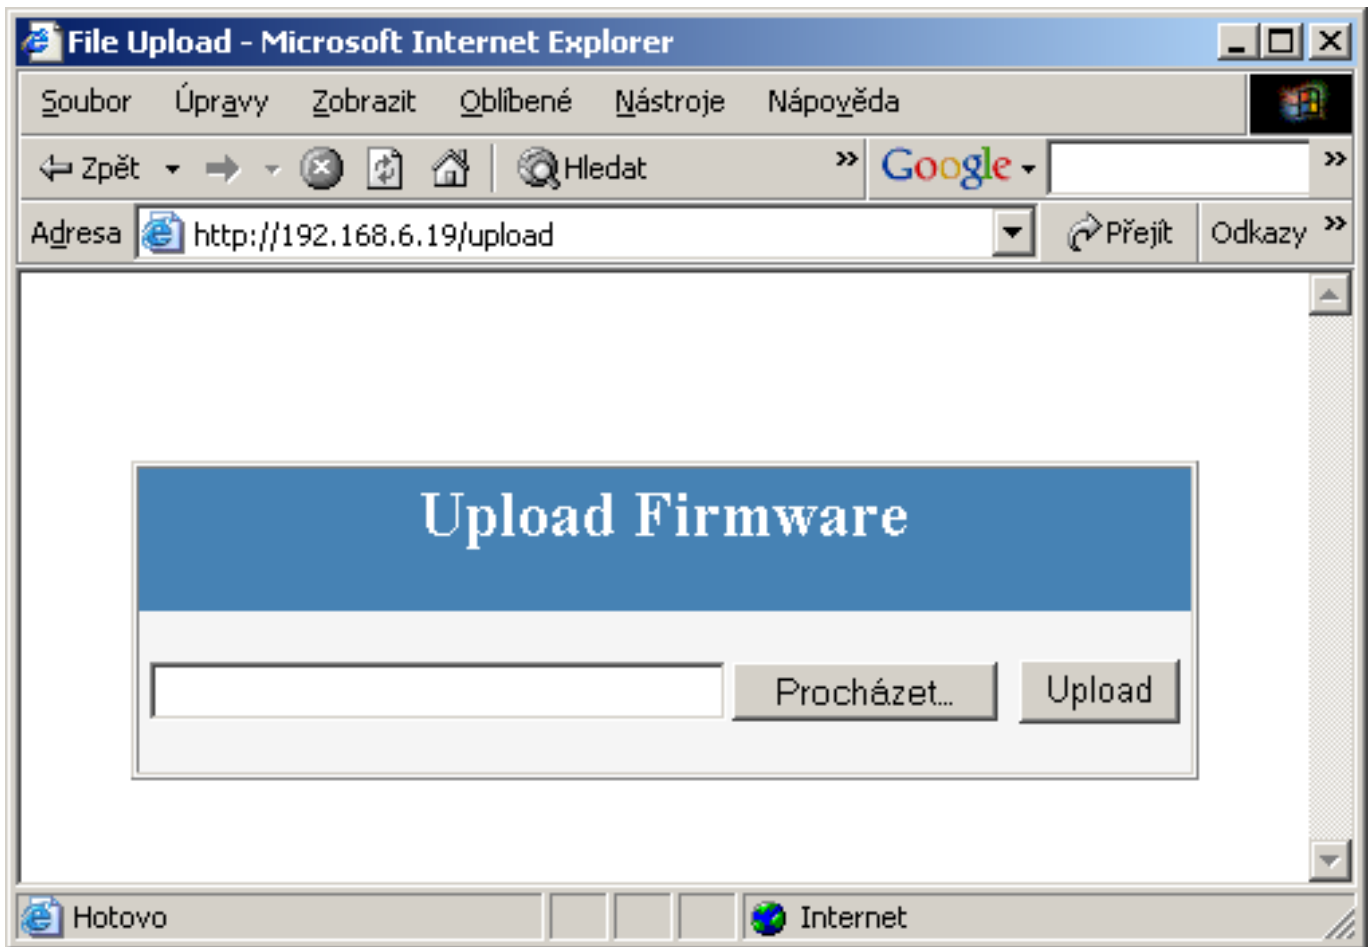 File Upload - Microsoft Internet Explorer
Soubor Úpravy Zobrazit Oblíbené Nástroje Nápověda
Zpět Hledat » Google »
Adresa http://192.168.6.19/upload Přejít Odkazy »
Upload Firmware
Procházet... Upload
Hotovo Internet